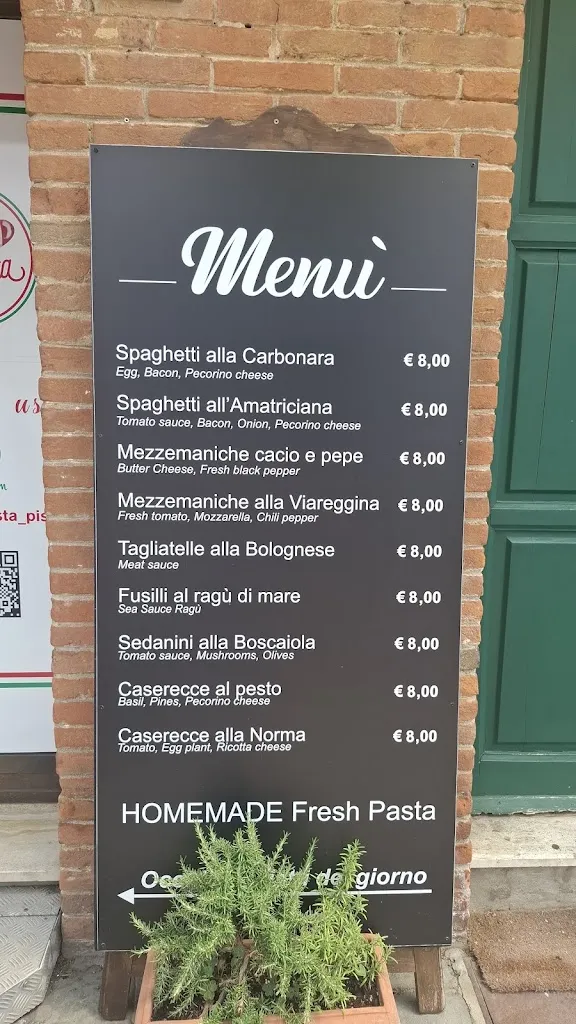 Menù
Spaghetti alla Carbonara € 8,00
Egg, Bacon, Pecorino cheese
Spaghetti all'Amatriciana € 8,00
Tomato sauce, Bacon, Onion, Pecorino cheese
Mezzemaniche cacio e pepe € 8,00
Butter Cheese, Fresh black pepper
Mezzemaniche alla Viareggina € 8,00
Fresh tomato, Mozzarella, Chili pepper
Tagliatelle alla Bolognese € 8,00
Meat sauce
Fusilli al ragù di mare € 8,00
Sea Sauce Ragù
Sedanini alla Boscaiola € 8,00
Tomato sauce, Mushrooms, Olives
Caserecce al pesto € 8,00
Basil, Pines, Pecorino cheese
Caserecce alla Norma € 8,00
Tomato, Egg plant, Ricotta cheese
HOMEMADE Fresh Pasta
del giorno